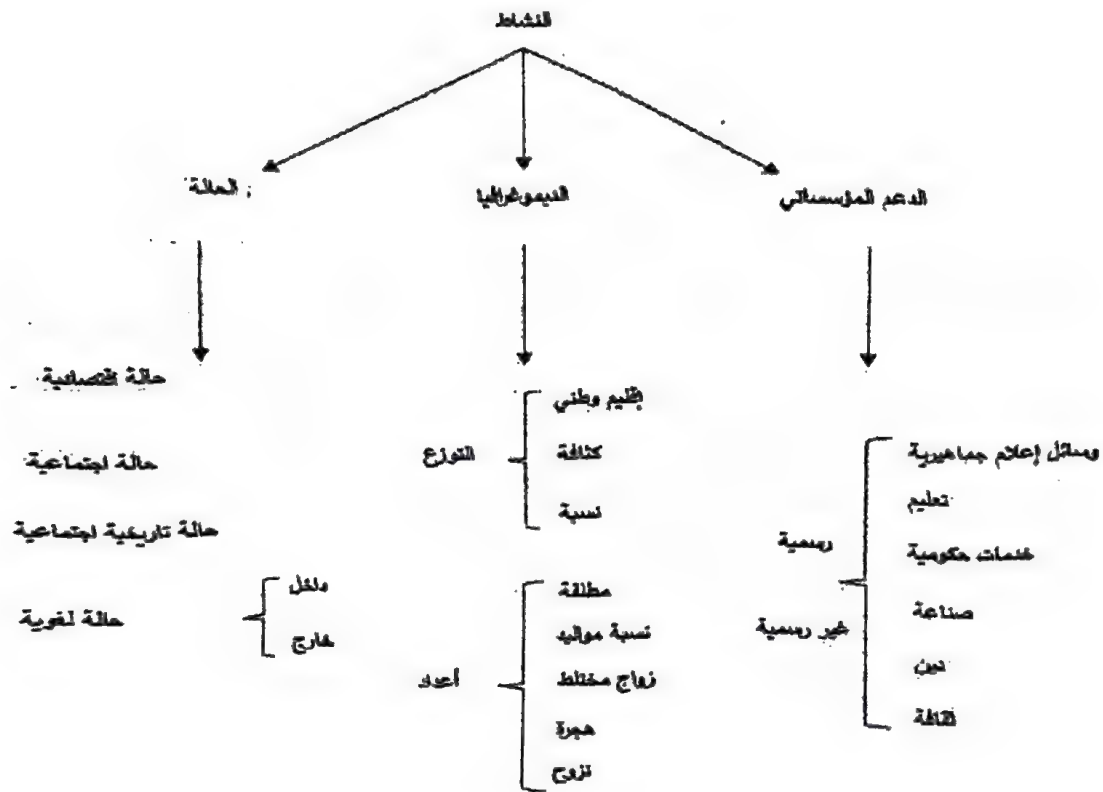 النشاط
الدعم المؤسساتي
الديموغرافيا
الحالة
وسائل إعلام جماهيرية
تعليم
خدمات حكومية
صناعة
دين
ثقافة
رسمية
غير رسمية
إقليم وطني
كثافة
نسبة
التوزع
مطلقة
نسبة مواليد
زواج مختلط
هجرة
نزوح
أعداد
حالة اقتصادية
حالة اجتماعية
حالة تاريخية اجتماعية
حالة لغوية
داخل
خارج